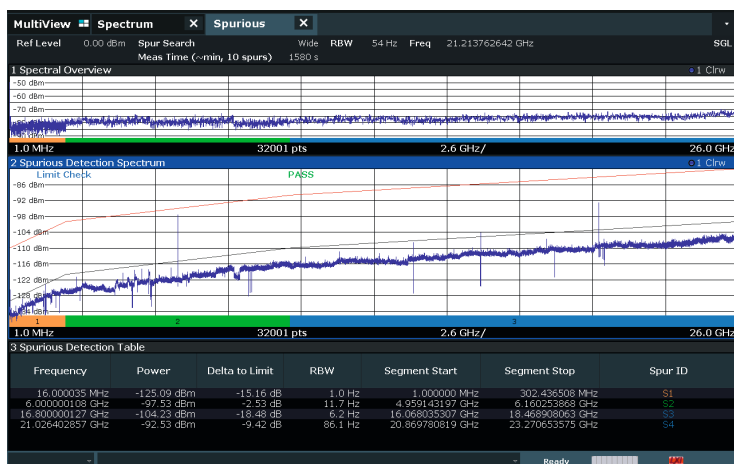 MultiView Spectrum X Spurious X
Ref Level 0.00 dBm Spur Search Wide RBW 54 Hz Freq 21.213762642 GHz SGL
Meas Time (~min, 10 spurs) 1580 s
1 Spectral Overview 1 Clrw
-50 dBm
-60 dBm
-70 dBm
1.0 MHz 32001 pts 2.6 GHz/ 26.0 GHz
2 Spurious Detection Spectrum 1 Clrw
Limit Check PASS
-86 dBm
-92 dBm
-98 dBm
-104 dBm
-110 dBm
-116 dBm
-122 dBm
-128 dBm
1 2 3
1.0 MHz 32001 pts 2.6 GHz/ 26.0 GHz
3 Spurious Detection Table
Frequency Power Delta to Limit RBW Segment Start Segment Stop Spur ID
16.000035 MHz -125.09 dBm -15.16 dB 1.0 Hz 1.000000 MHz 302.436508 MHz S1
6.000000108 GHz -97.53 dBm -2.53 dB 11.7 Hz 4.959143197 GHz 6.160253868 GHz S2
16.800000127 GHz -104.23 dBm -18.48 dB 6.2 Hz 16.068035307 GHz 18.468908063 GHz S3
21.026402857 GHz -92.53 dBm -9.42 dB 86.1 Hz 20.869780819 GHz 23.270653575 GHz S4
Ready